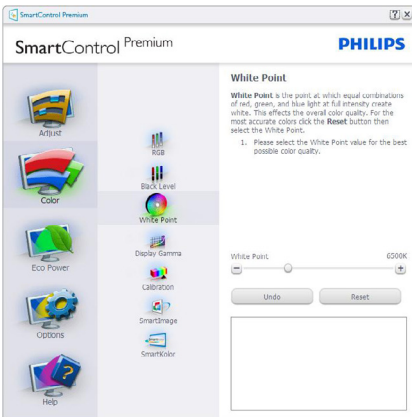 SmartControl Premium
SmartControl Premium
PHILIPS
Adjust
Color
Eco Power
Options
Help
RGB
Black Level
White Point
Display Gamma
Calibration
SmartImage
SmartKolor
White Point
White Point is the point at which equal combinations
of red, green, and blue light at full intensity create
white. This effects the overall color quality. For the
most accurate colors click the Reset button then
select the White Point.
1. Please select the White Point value for the best
possible color quality.
White Point 6500K
Undo Reset